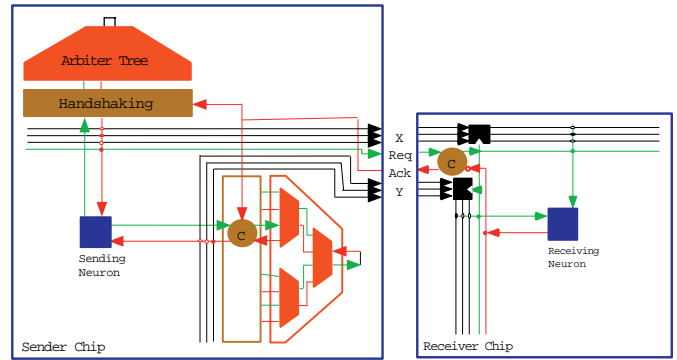 Arbiter Tree
Handshaking
X
Req
Ack
Y
C
C
Sending
Neuron
Receiving
Neuron
Sender Chip
Receiver Chip